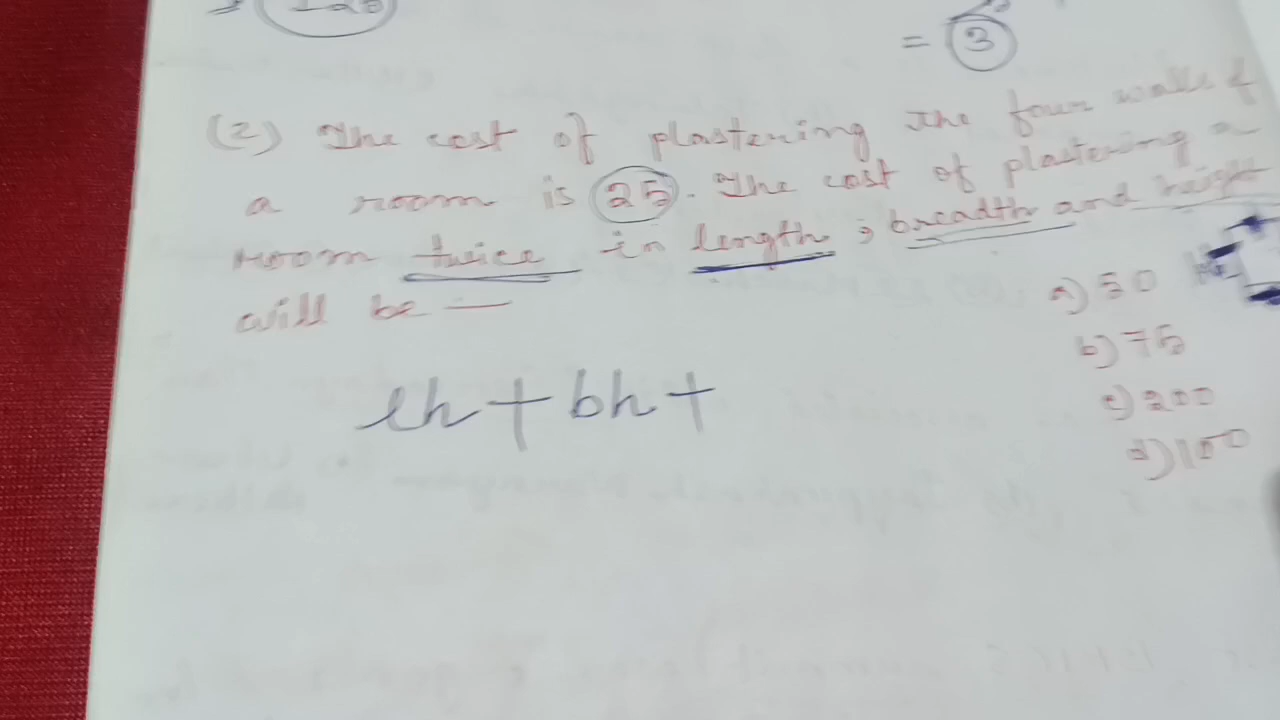 = 3
(2) The cost of plastering the four walls of
a room is 25. The cost of plastering a
room twice in length, breadth and height
will be —
a) 50
b) 75
c) 200
d) 100
lh + bh +